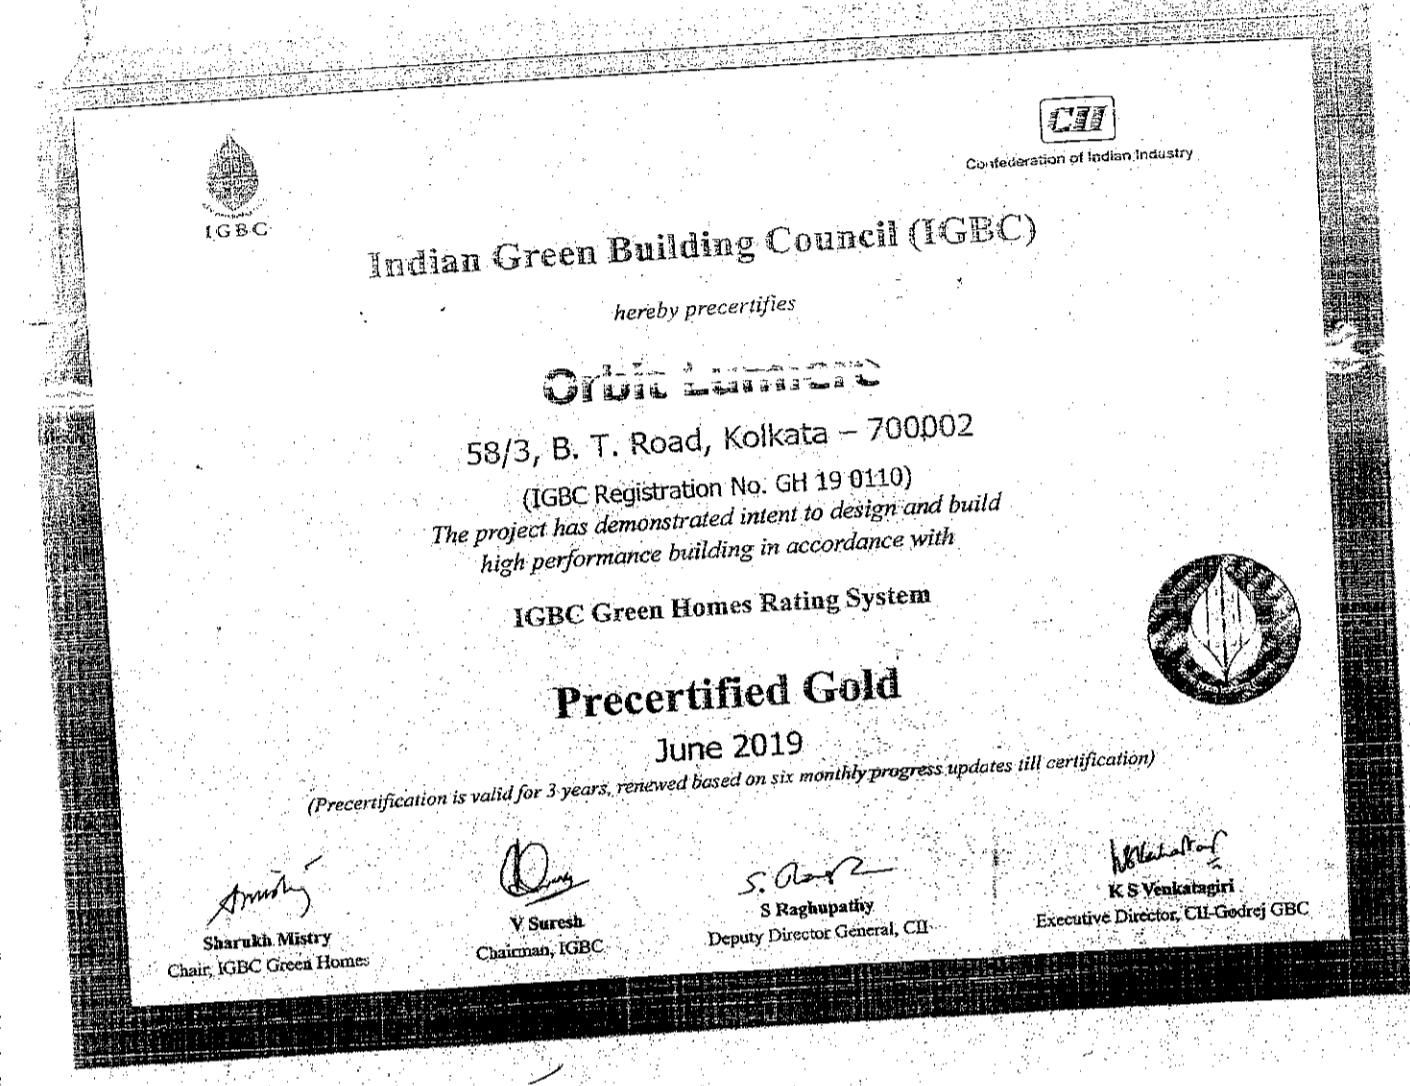 CII
Confederation of Indian Industry
IGBC
Indian Green Building Council (IGBC)
hereby precertifies
Orbit Lumiere
58/3, B. T. Road, Kolkata – 700002
(IGBC Registration No. GH 19 0110)
The project has demonstrated intent to design and build
high performance building in accordance with
IGBC Green Homes Rating System
Precertified Gold
June 2019
(Precertification is valid for 3 years, renewed based on six monthly progress updates till certification)
Sharukh Mistry
Chair, IGBC Green Homes
V Suresh
Chairman, IGBC
S Raghupathy
Deputy Director General, CII
K S Venkatagiri
Executive Director, CII-Godrej GBC